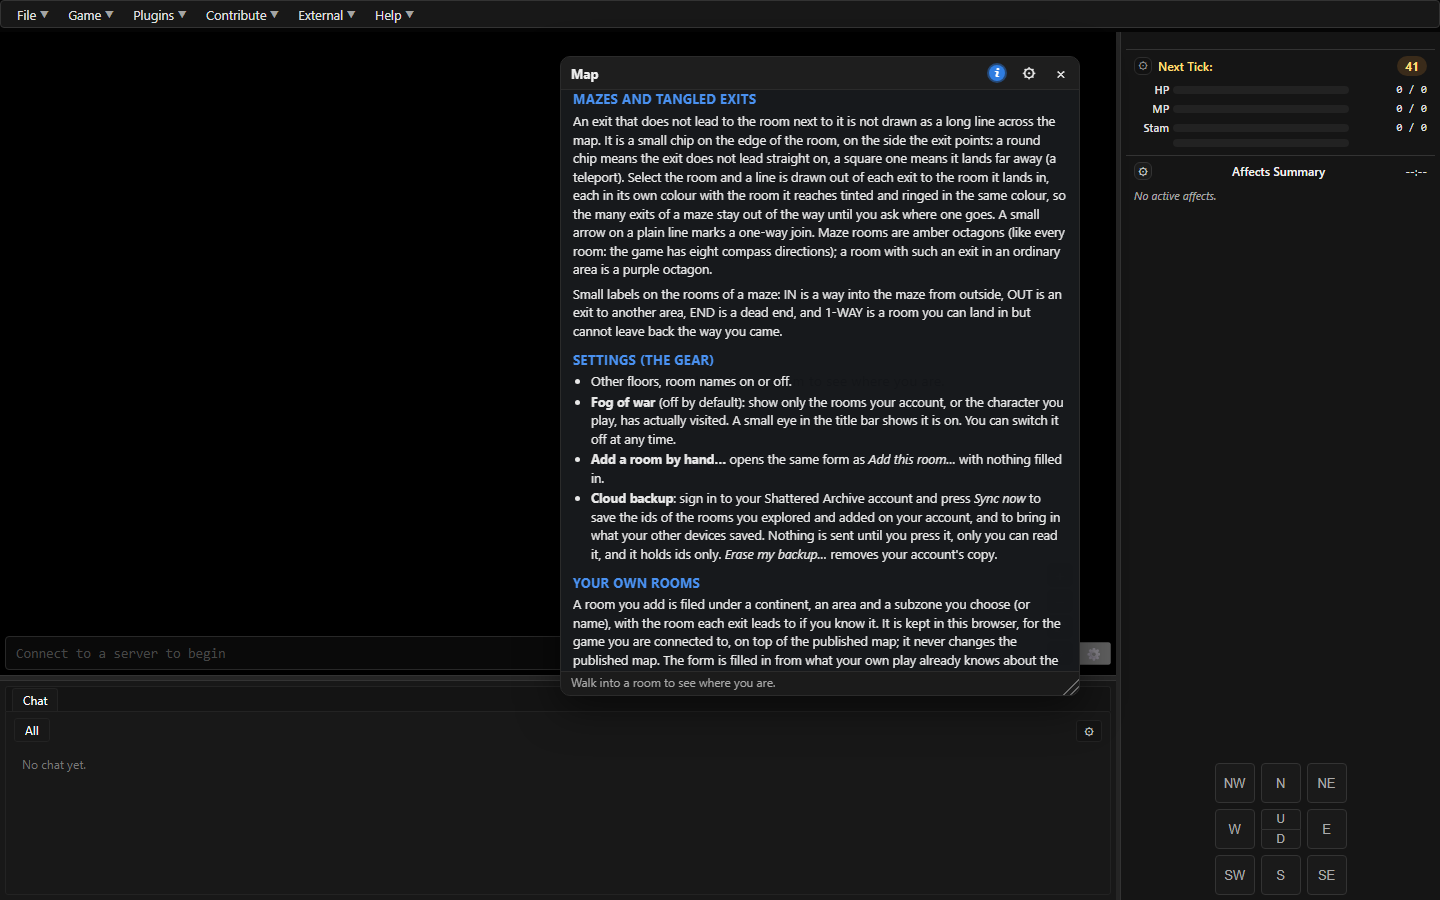 File ▼ Game ▼ Plugins ▼ Contribute ▼ External ▼ Help ▼
Map
MAZES AND TANGLED EXITS
An exit that does not lead to the room next to it is not drawn as a long line across the
map. It is a small chip on the edge of the room, on the side the exit points: a round
chip means the exit does not lead straight on, a square one means it lands far away (a
teleport). Select the room and a line is drawn out of each exit to the room it lands in,
each in its own colour with the room it reaches tinted and ringed in the same colour, so
the many exits of a maze stay out of the way until you ask where one goes. A small
arrow on a plain line marks a one-way join. Maze rooms are amber octagons (like every
room: the game has eight compass directions); a room with such an exit in an ordinary
area is a purple octagon.
Small labels on the rooms of a maze: IN is a way into the maze from outside, OUT is an
exit to another area, END is a dead end, and 1-WAY is a room you can land in but
cannot leave back the way you came.
SETTINGS (THE GEAR)
• Other floors, room names on or off.
• Fog of war (off by default): show only the rooms your account, or the character you
play, has actually visited. A small eye in the title bar shows it is on. You can switch it
off at any time.
• Add a room by hand... opens the same form as Add this room... with nothing filled
in.
• Cloud backup: sign in to your Shattered Archive account and press Sync now to
save the ids of the rooms you explored and added on your account, and to bring in
what your other devices saved. Nothing is sent until you press it, only you can read
it, and it holds ids only. Erase my backup... removes your account's copy.
YOUR OWN ROOMS
A room you add is filed under a continent, an area and a subzone you choose (or
name), with the room each exit leads to if you know it. It is kept in this browser, for the
game you are connected to, on top of the published map; it never changes the
published map. The form is filled in from what your own play already knows about the
Walk into a room to see where you are.
Connect to a server to begin
Chat
All
No chat yet.
Next Tick: 41
HP 0 / 0
MP 0 / 0
Stam 0 / 0
Affects Summary --:--
No active affects.
NW N NE
W U D E
SW S SE